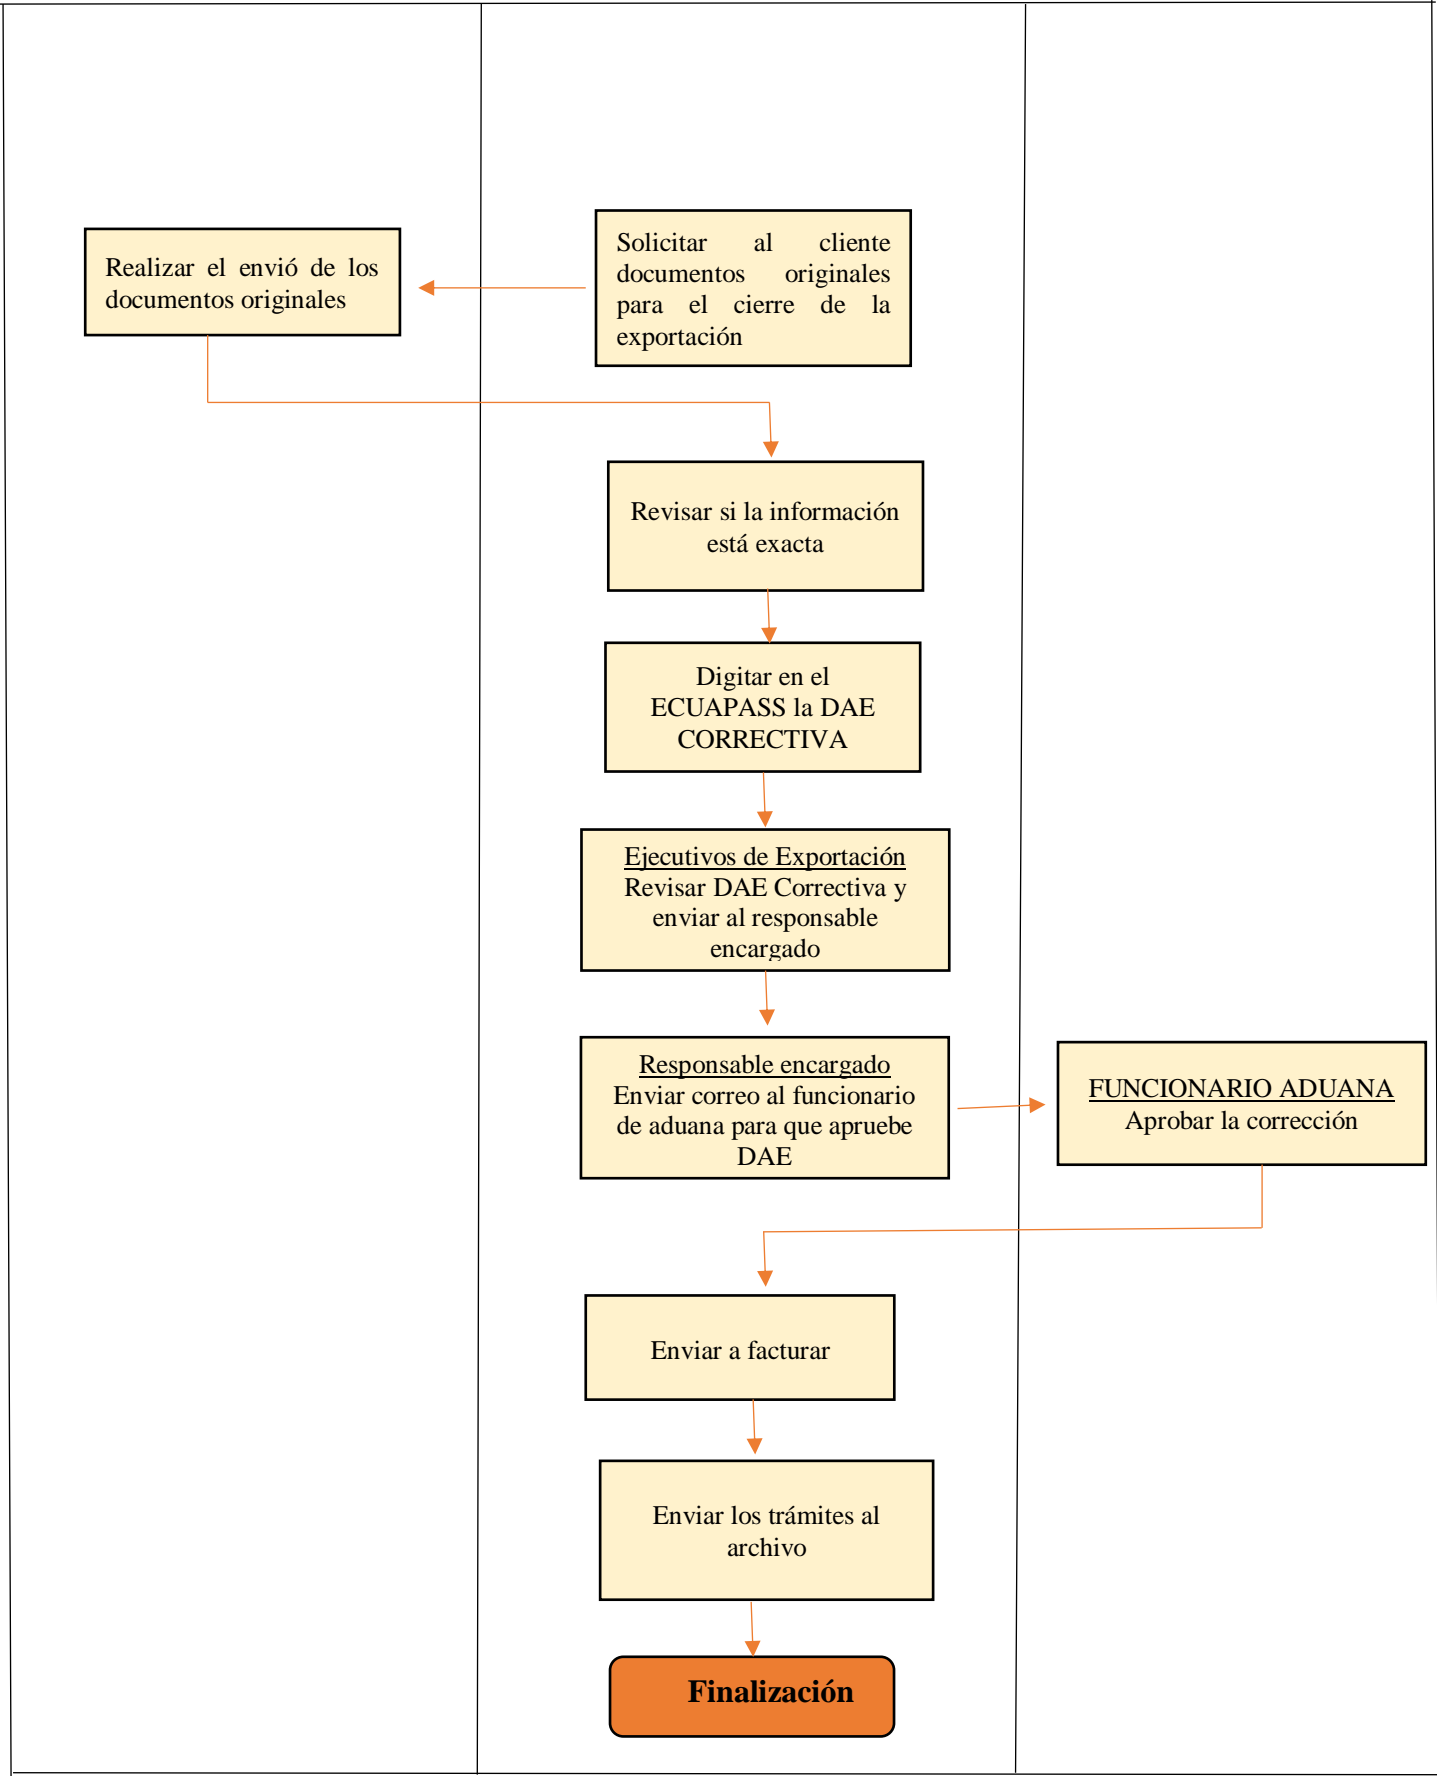 Solicitar al cliente
documentos originales
para el cierre de la
exportación
Realizar el envió de los
documentos originales
Revisar si la información
está exacta
Digitar en el
ECUAPASS la DAE
CORRECTIVA
Ejecutivos de Exportación
Revisar DAE Correctiva y
enviar al responsable
encargado
Responsable encargado
Enviar correo al funcionario
de aduana para que apruebe
DAE
FUNCIONARIO ADUANA
Aprobar la corrección
Enviar a facturar
Enviar los trámites al
archivo
Finalización